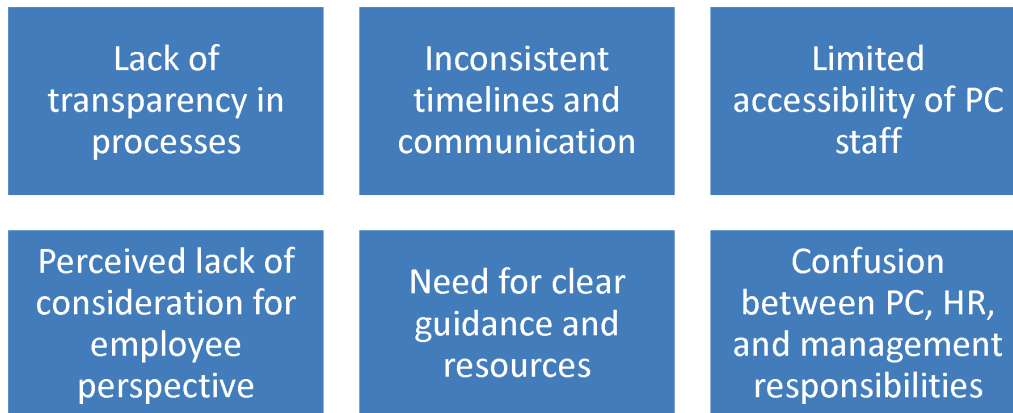 Lack of
transparency in
processes
Inconsistent
timelines and
communication
Limited
accessibility of PC
staff
Perceived lack of
consideration for
employee
perspective
Need for clear
guidance and
resources
Confusion
between PC, HR,
and management
responsibilities